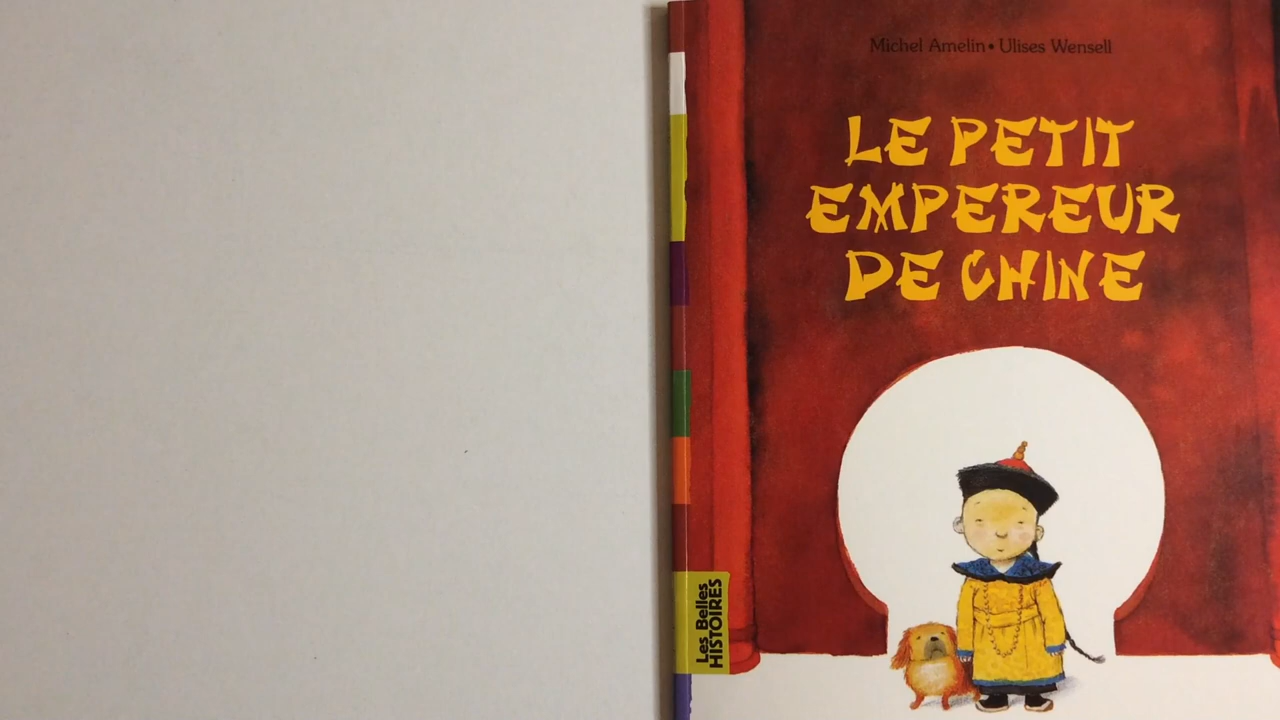 Michel Amelin • Ulises Wensell
LE PETIT
EMPEREUR
DE CHINE
Les Belles
HISTOIRES